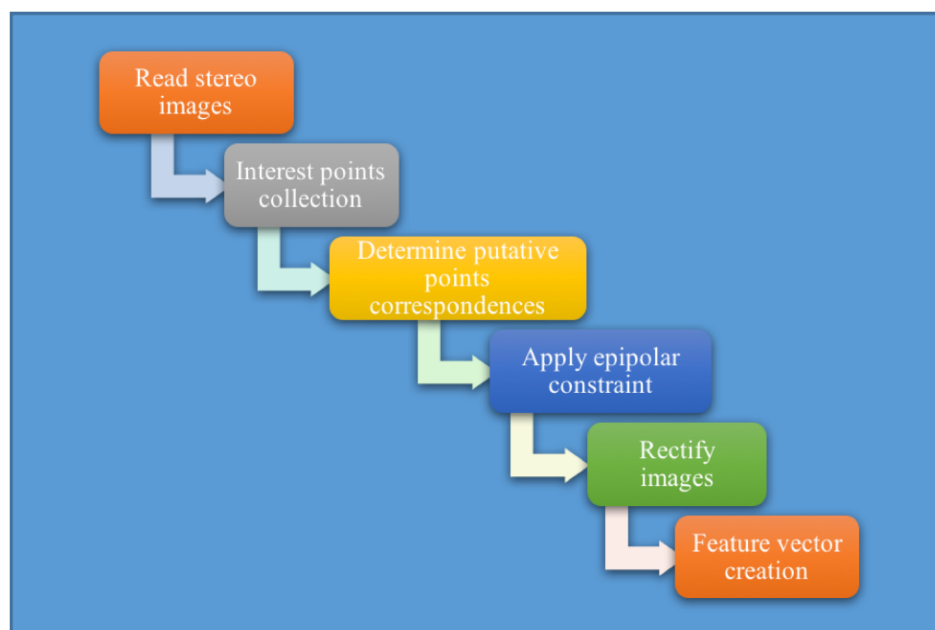 Read stereo
images
Interest points
collection
Determine putative
points
correspondences
Apply epipolar
constraint
Rectify
images
Feature vector
creation